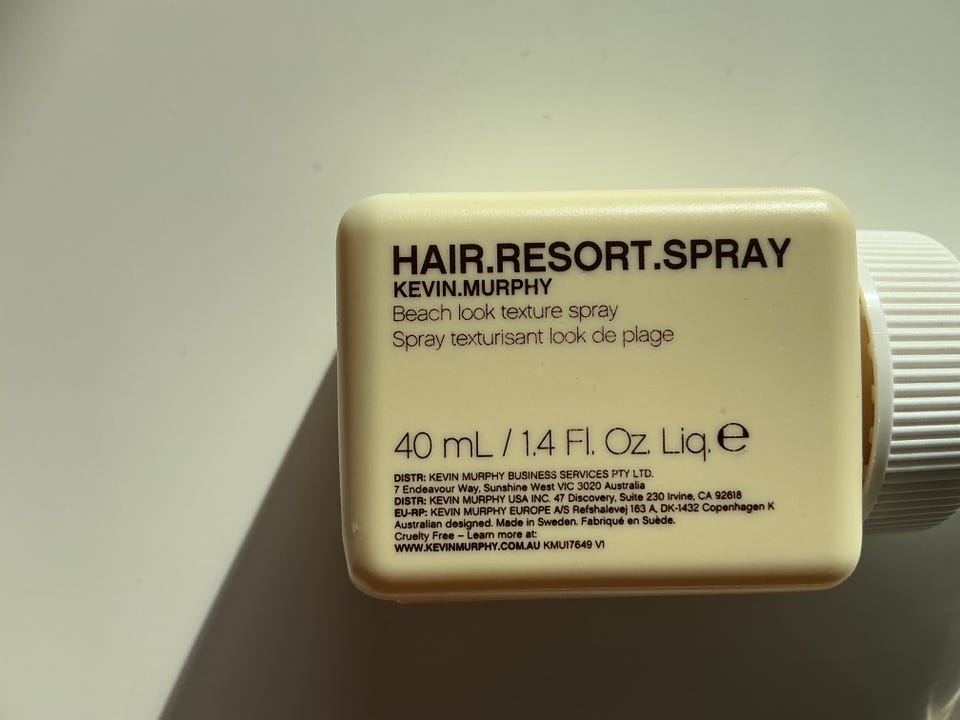 HAIR.RESORT.SPRAY
KEVIN.MURPHY
Beach look texture spray
Spray texturisant look de plage
40 mL / 1.4 Fl. Oz. Liq. ℮
DISTR: KEVIN MURPHY BUSINESS SERVICES PTY LTD.
7 Endeavour Way, Sunshine West VIC 3020 Australia
DISTR: KEVIN MURPHY USA INC. 47 Discovery, Suite 230 Irvine, CA 92618
EU-RP: KEVIN MURPHY EUROPE A/S Refshalevej 163 A, DK-1432 Copenhagen K
Australian designed. Made in Sweden. Fabriqué en Suède.
Cruelty Free – Learn more at:
WWW.KEVINMURPHY.COM.AU KMU17649 V1